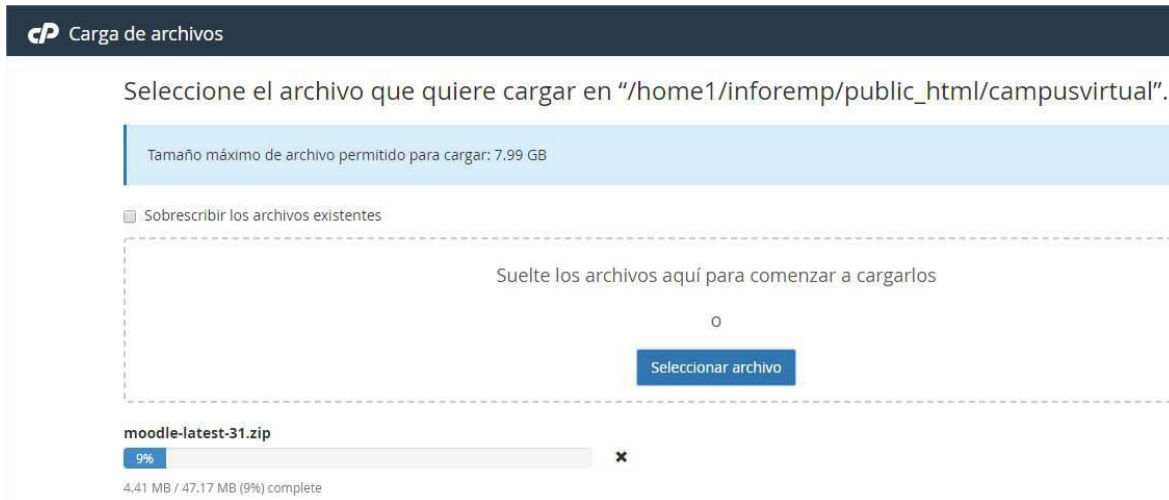 cP Carga de archivos
Seleccione el archivo que quiere cargar en “/home1/inforemp/public_html/campusvirtual”.
Tamaño máximo de archivo permitido para cargar: 7.99 GB
Sobrescribir los archivos existentes
Suelte los archivos aquí para comenzar a cargarlos
o
Seleccionar archivo
moodle-latest-31.zip
9%
4.41 MB / 47.17 MB (9%) complete